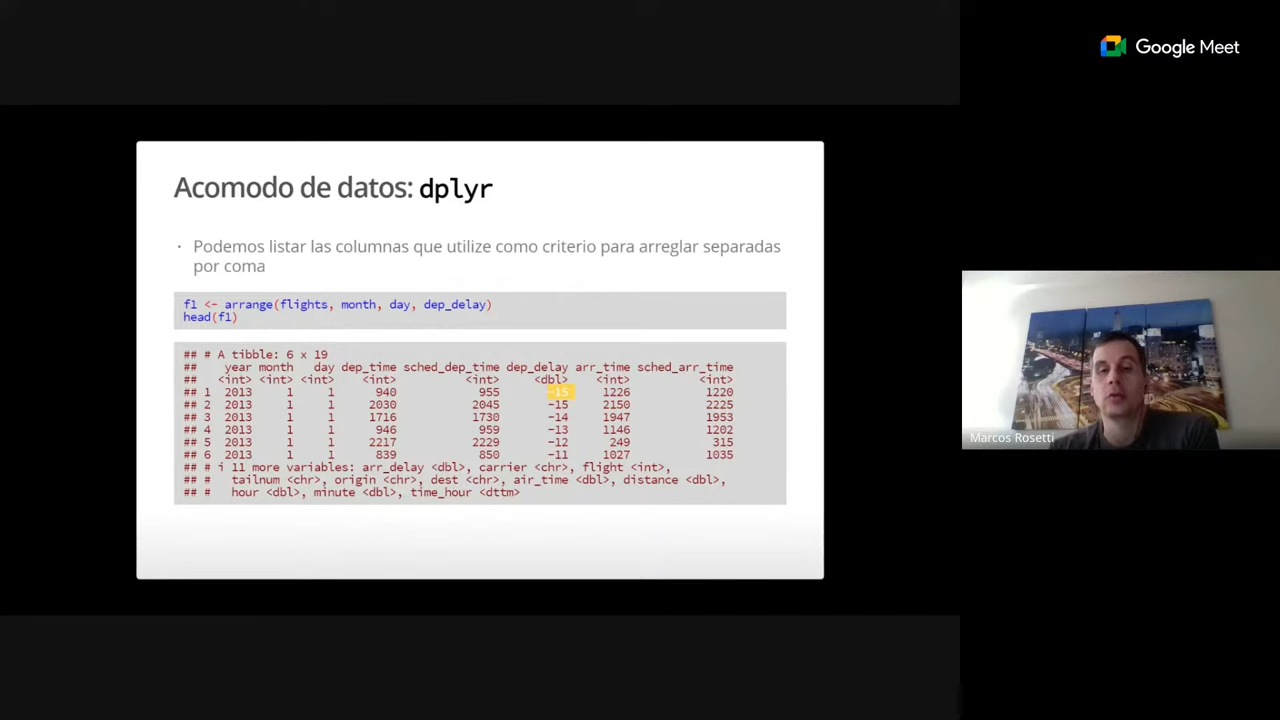 Google Meet
Acomodo de datos: dplyr
· Podemos listar las columnas que utilize como criterio para arreglar separadas
por coma
f1 <- arrange(flights, month, day, dep_delay)
head(f1)
## # A tibble: 6 x 19
##    year month   day dep_time sched_dep_time dep_delay arr_time sched_arr_time
##   <int> <int> <int>    <int>          <int>     <dbl>    <int>          <int>
## 1  2013     1     1      940            955       -15     1226           1220
## 2  2013     1     1     2030           2045       -15     2150           2225
## 3  2013     1     1     1716           1730       -14     1947           1953
## 4  2013     1     1      946            959       -13     1146           1202
## 5  2013     1     1     2217           2229       -12      249            315
## 6  2013     1     1      839            850       -11     1027           1035
## # i 11 more variables: arr_delay <dbl>, carrier <chr>, flight <int>,
## #   tailnum <chr>, origin <chr>, dest <chr>, air_time <dbl>, distance <dbl>,
## #   hour <dbl>, minute <dbl>, time_hour <dttm>
Marcos Rosetti